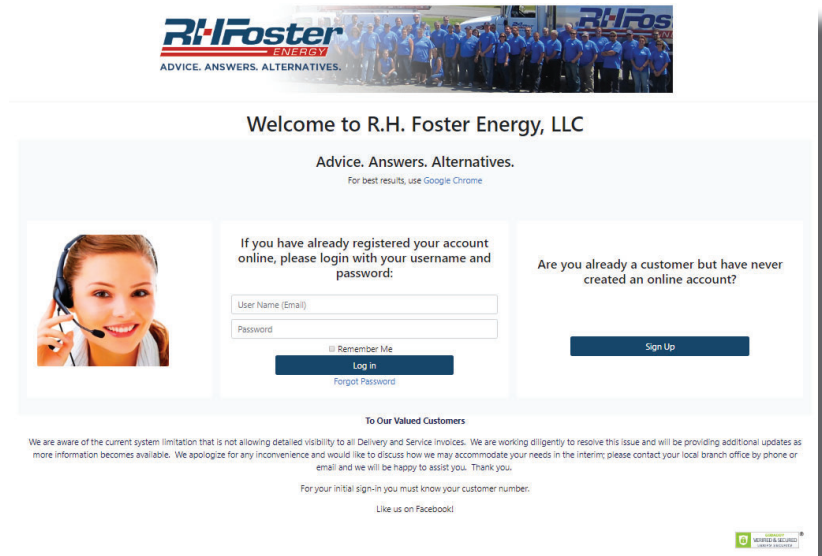 RHFoster
ENERGY
ADVICE. ANSWERS. ALTERNATIVES.
RHFos
Welcome to R.H. Foster Energy, LLC
Advice. Answers. Alternatives.
For best results, use Google Chrome
If you have already registered your account
online, please login with your username and
password:
User Name (Email)
Password
Remember Me
Log in
Forgot Password
Are you already a customer but have never
created an online account?
Sign Up
To Our Valued Customers
We are aware of the current system limitation that is not allowing detailed visibility to all Delivery and Service invoices. We are working diligently to resolve this issue and will be providing additional updates as
more information becomes available. We apologize for any inconvenience and would like to discuss how we may accommodate your needs in the interim; please contact your local branch office by phone or
email and we will be happy to assist you. Thank you.
For your initial sign-in you must know your customer number.
Like us on Facebook!
VERIFIED & SECURED